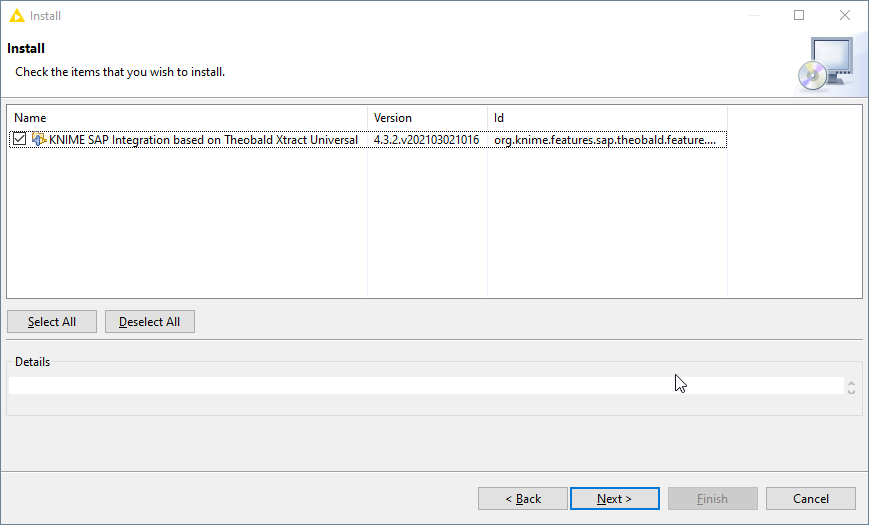 Install
Install
Check the items that you wish to install.
Name Version Id
KNIME SAP Integration based on Theobald Xtract Universal 4.3.2.v202103021016 org.knime.features.sap.theobald.feature....
Select All Deselect All
Details
< Back Next > Finish Cancel